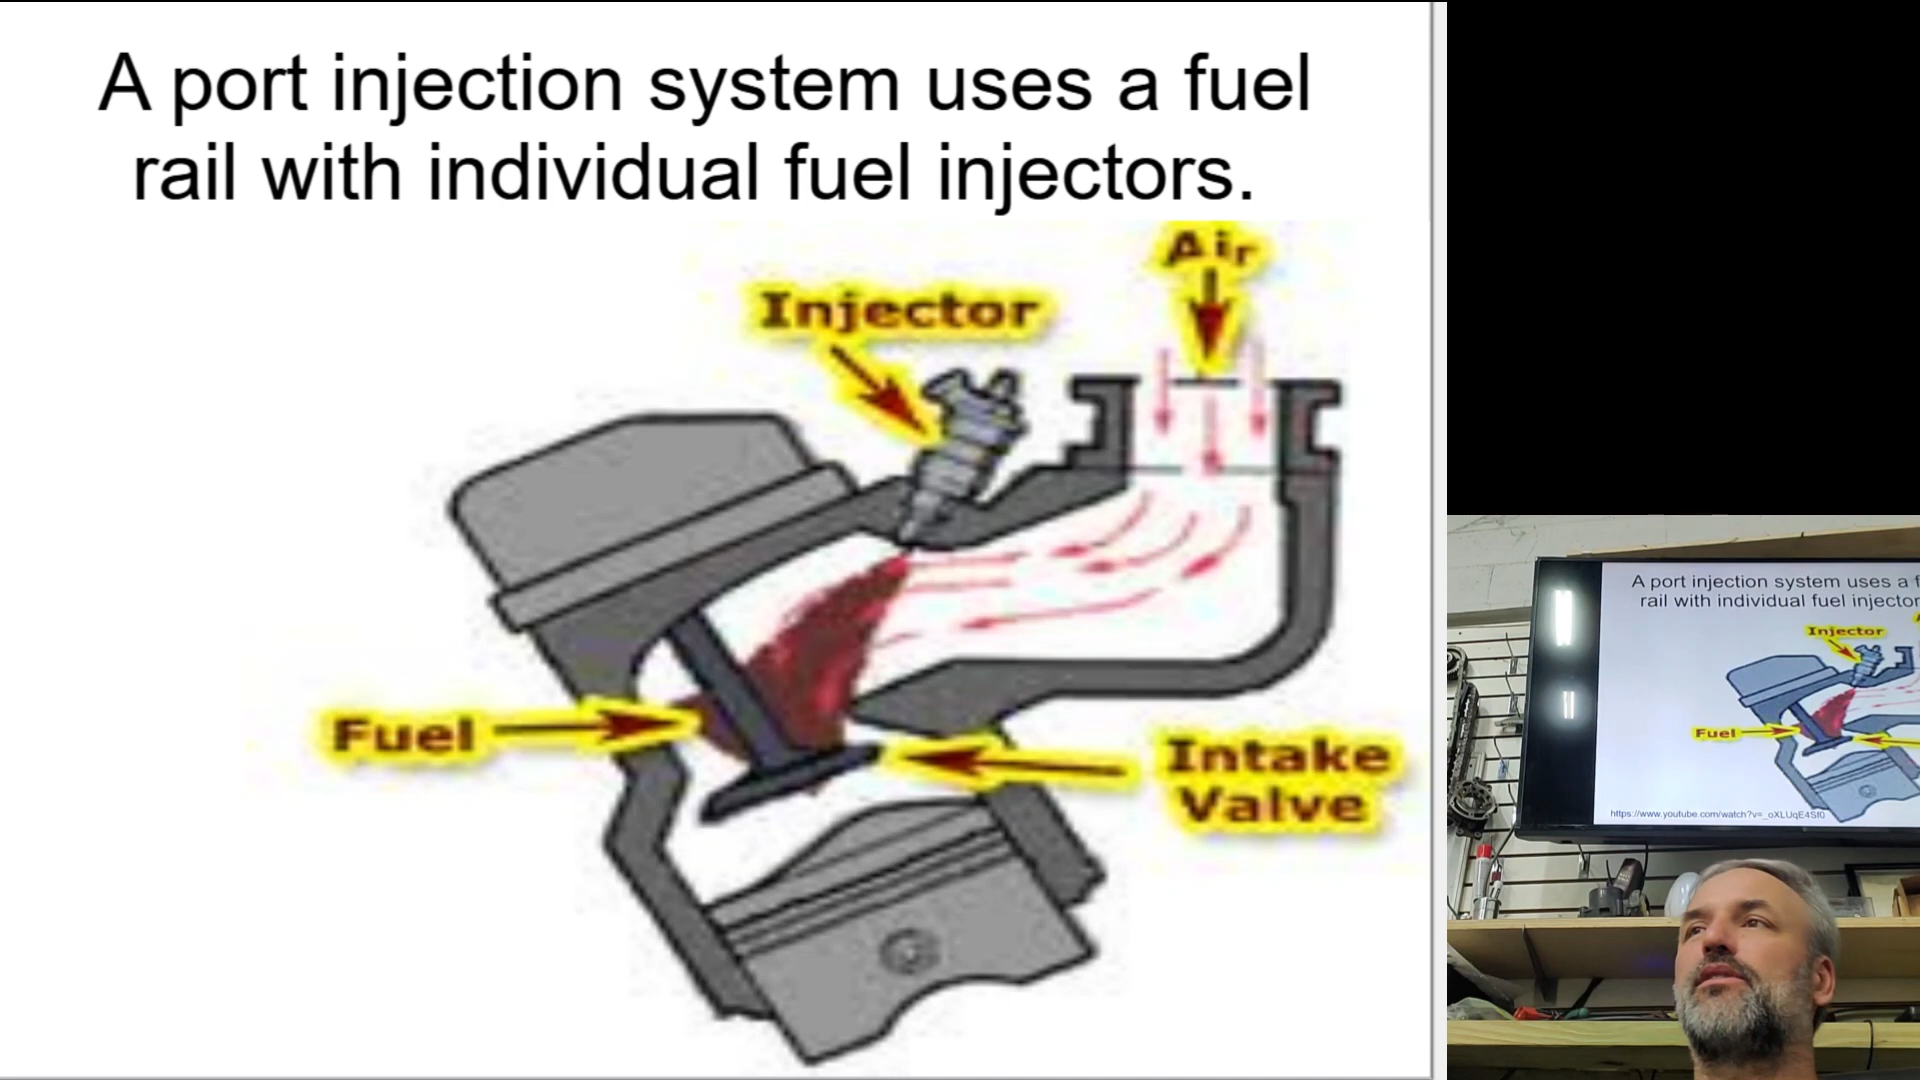 A port injection system uses a fuel
rail with individual fuel injectors.
Air
Injector
Fuel
Intake
Valve
A port injection system uses a f
rail with individual fuel injector
Injector
Fuel